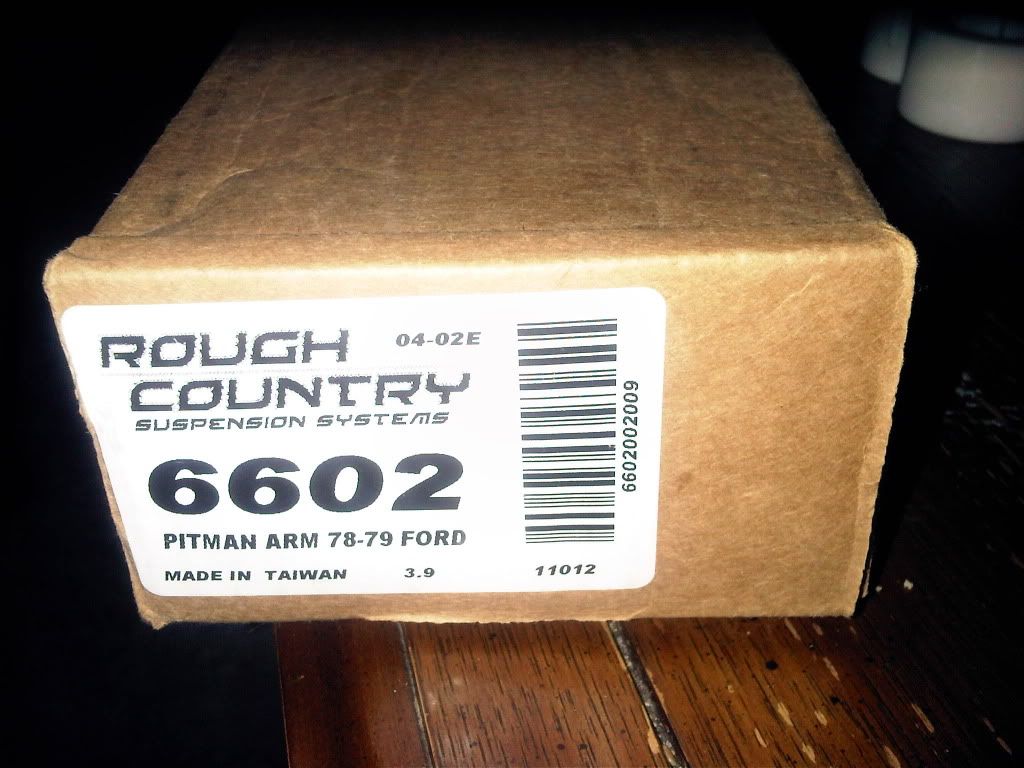 ROUGH
COUNTRY
SUSPENSION SYSTEMS
04-02E
6602
PITMAN ARM 78-79 FORD
MADE IN TAIWAN 3.9
6602002009
11012